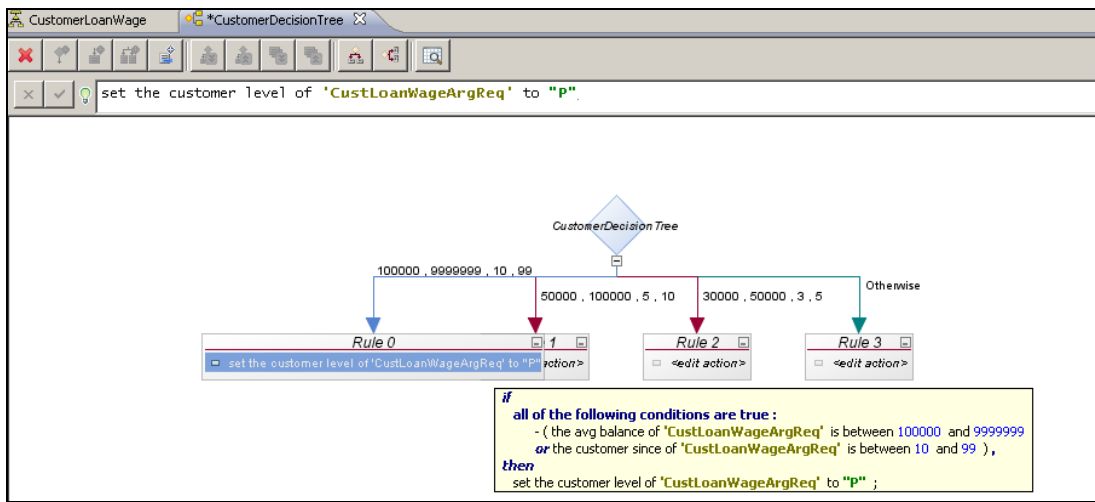 CustomerLoanWage
*CustomerDecisionTree
set the customer level of 'CustLoanWageArgReq' to "P"
CustomerDecision Tree
100000 , 9999999 , 10 , 99
50000 , 100000 , 5 , 10
30000 , 50000 , 3 , 5
Otherwise
Rule 0
1
Rule 2
Rule 3
set the customer level of 'CustLoanWageArgReq' to "P"
action>
<edit action>
<edit action>
if
all of the following conditions are true :
- ( the avg balance of 'CustLoanWageArgReq' is between 100000 and 9999999
or the customer since of 'CustLoanWageArgReq' is between 10 and 99 ) ,
then
set the customer level of 'CustLoanWageArgReq' to "P" ;